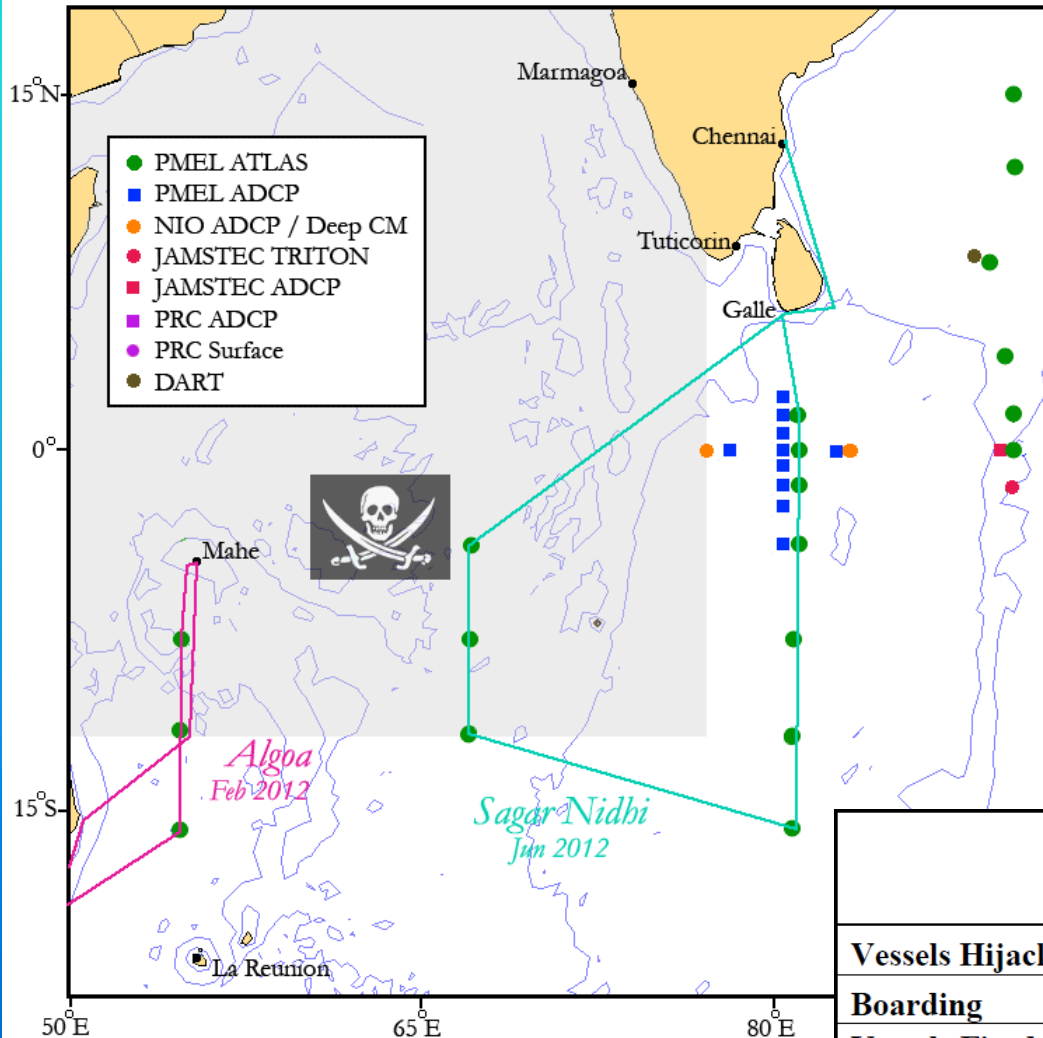 Marmagoa
15°N
Chennai
PMEL ATLAS
PMEL ADCP
NIO ADCP / Deep CM
JAMSTEC TRITON
JAMSTEC ADCP
PRC ADCP
PRC Surface
DART
Tuticorin
Galle
0°
Mahe
Algoa
Feb 2012
Sagar Nidhi
Jun 2012
15°S
La Reunion
Vessels Hijack
Boarding
50°E
65°E
80°E